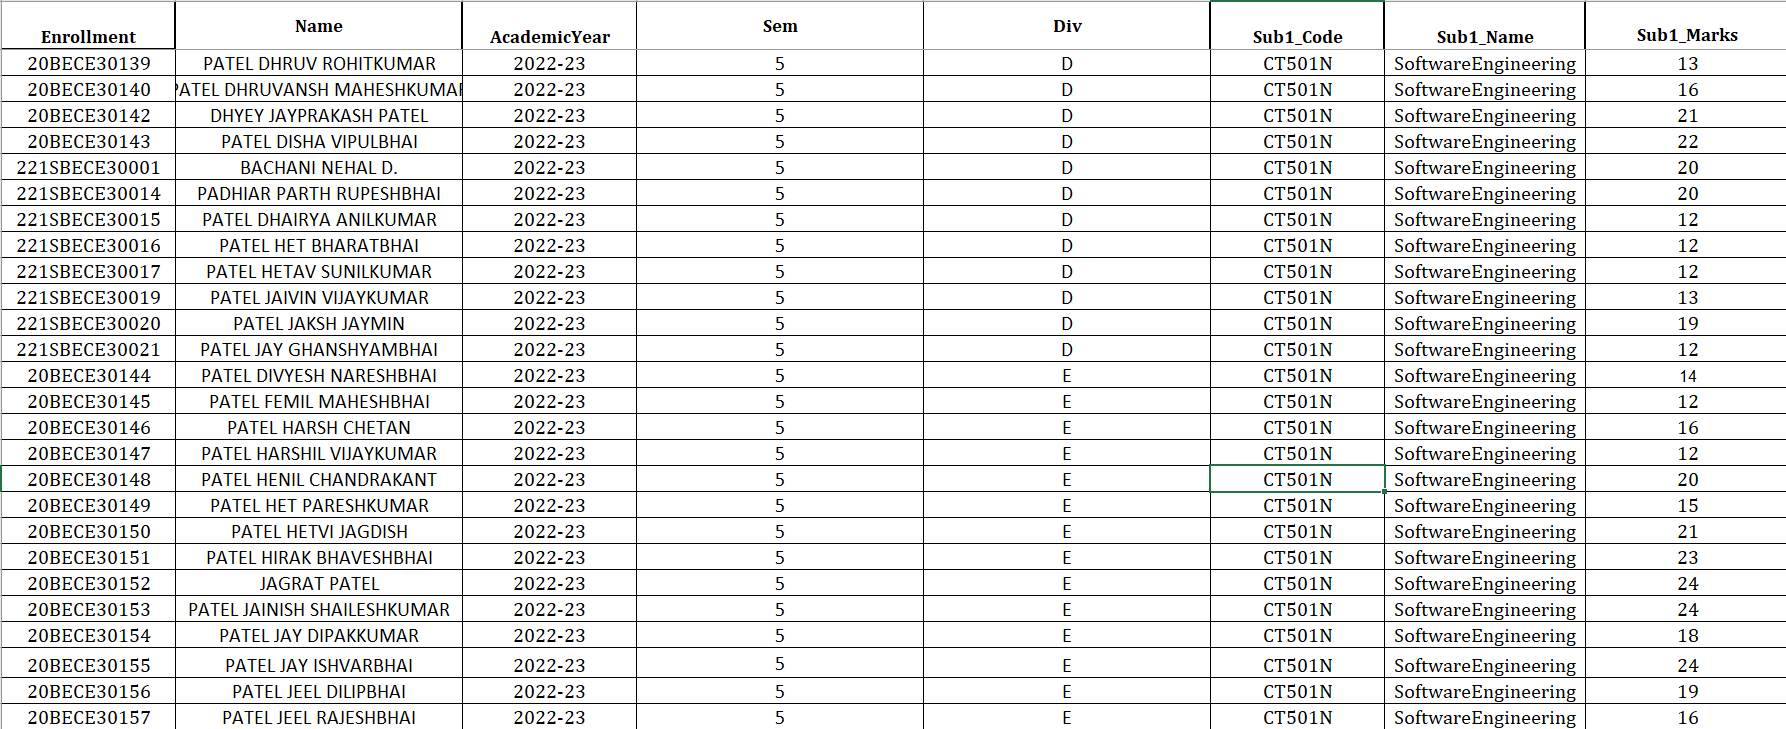 Enrollment Name AcademicYear Sem Div Sub1_Code Sub1_Name Sub1_Marks
20BECE30139 PATEL DHRUV ROHITKUMAR 2022-23 5 D CT501N SoftwareEngineering 13
20BECE30140 PATEL DHRUVANSH MAHESHKUMAR 2022-23 5 D CT501N SoftwareEngineering 16
20BECE30142 DHYEY JAYPRAKASH PATEL 2022-23 5 D CT501N SoftwareEngineering 21
20BECE30143 PATEL DISHA VIPULBHAI 2022-23 5 D CT501N SoftwareEngineering 22
221SBECE30001 BACHANI NEHAL D. 2022-23 5 D CT501N SoftwareEngineering 20
221SBECE30014 PADHIAR PARTH RUPESHBHAI 2022-23 5 D CT501N SoftwareEngineering 20
221SBECE30015 PATEL DHAIRYA ANILKUMAR 2022-23 5 D CT501N SoftwareEngineering 12
221SBECE30016 PATEL HET BHARATBHAI 2022-23 5 D CT501N SoftwareEngineering 12
221SBECE30017 PATEL HETAV SUNILKUMAR 2022-23 5 D CT501N SoftwareEngineering 12
221SBECE30019 PATEL JAIVIN VIJAYKUMAR 2022-23 5 D CT501N SoftwareEngineering 13
221SBECE30020 PATEL JAKSH JAYMIN 2022-23 5 D CT501N SoftwareEngineering 19
221SBECE30021 PATEL JAY GHANSHYAMBHAI 2022-23 5 D CT501N SoftwareEngineering 12
20BECE30144 PATEL DIVYESH NARESHBHAI 2022-23 5 E CT501N SoftwareEngineering 14
20BECE30145 PATEL FEMIL MAHESHBHAI 2022-23 5 E CT501N SoftwareEngineering 12
20BECE30146 PATEL HARSH CHETAN 2022-23 5 E CT501N SoftwareEngineering 16
20BECE30147 PATEL HARSHIL VIJAYKUMAR 2022-23 5 E CT501N SoftwareEngineering 12
20BECE30148 PATEL HENIL CHANDRAKANT 2022-23 5 E CT501N SoftwareEngineering 20
20BECE30149 PATEL HET PARESHKUMAR 2022-23 5 E CT501N SoftwareEngineering 15
20BECE30150 PATEL HETVI JAGDISH 2022-23 5 E CT501N SoftwareEngineering 21
20BECE30151 PATEL HIRAK BHAVESHBHAI 2022-23 5 E CT501N SoftwareEngineering 23
20BECE30152 JAGRAT PATEL 2022-23 5 E CT501N SoftwareEngineering 24
20BECE30153 PATEL JAINISH SHAILESHKUMAR 2022-23 5 E CT501N SoftwareEngineering 24
20BECE30154 PATEL JAY DIPAKKUMAR 2022-23 5 E CT501N SoftwareEngineering 18
20BECE30155 PATEL JAY ISHVARBHAI 2022-23 5 E CT501N SoftwareEngineering 24
20BECE30156 PATEL JEEL DILIPBHAI 2022-23 5 E CT501N SoftwareEngineering 19
20BECE30157 PATEL JEEL RAJESHBHAI 2022-23 5 E CT501N SoftwareEngineering 16